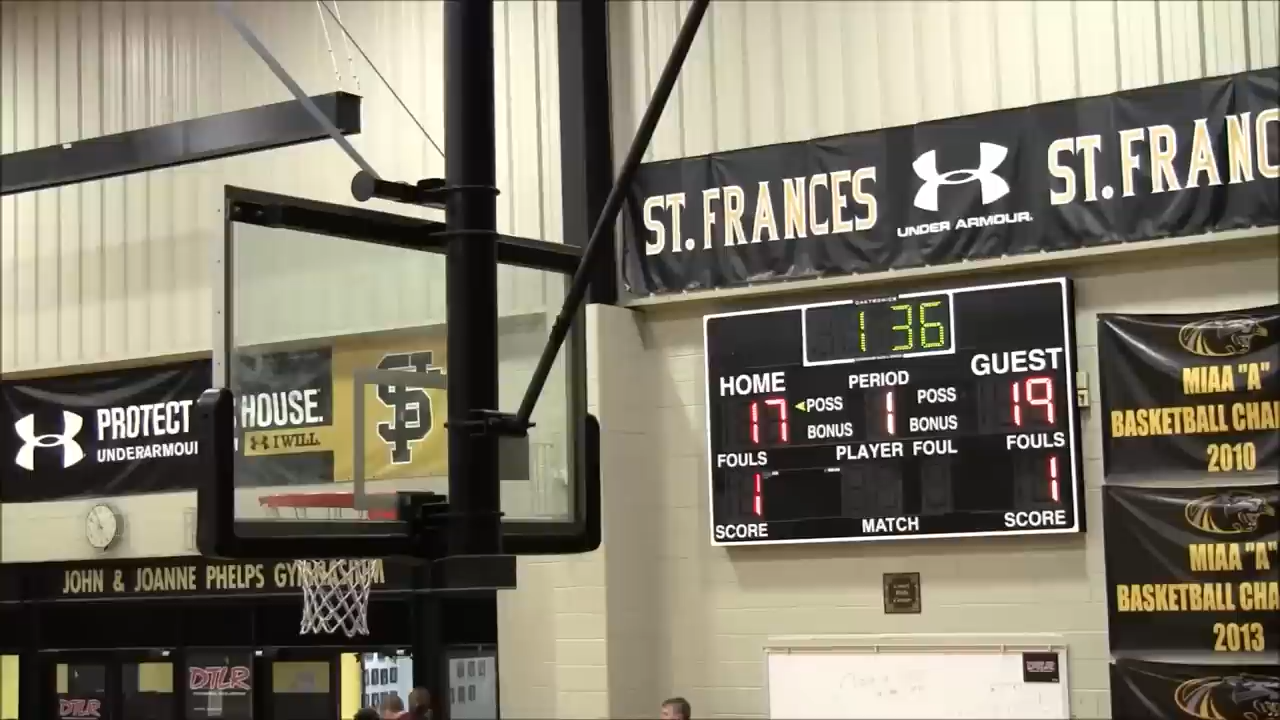 ST. FRANCES
UNDER ARMOUR.
ST. FRANC
PROTECT
HOUSE.
UNDERARMOU
I WILL
DAKTRONICS
1 36
HOME
PERIOD
GUEST
17
POSS
1
POSS
19
BONUS
BONUS
FOULS
PLAYER FOUL
FOULS
1
1
SCORE
MATCH
SCORE
MIAA "A"
BASKETBALL CHA
2010
MIAA "A"
BASKETBALL CHA
2013
JOHN & JOANNE PHELPS GYMNASIUM
DTLR
DTLR
DTLR